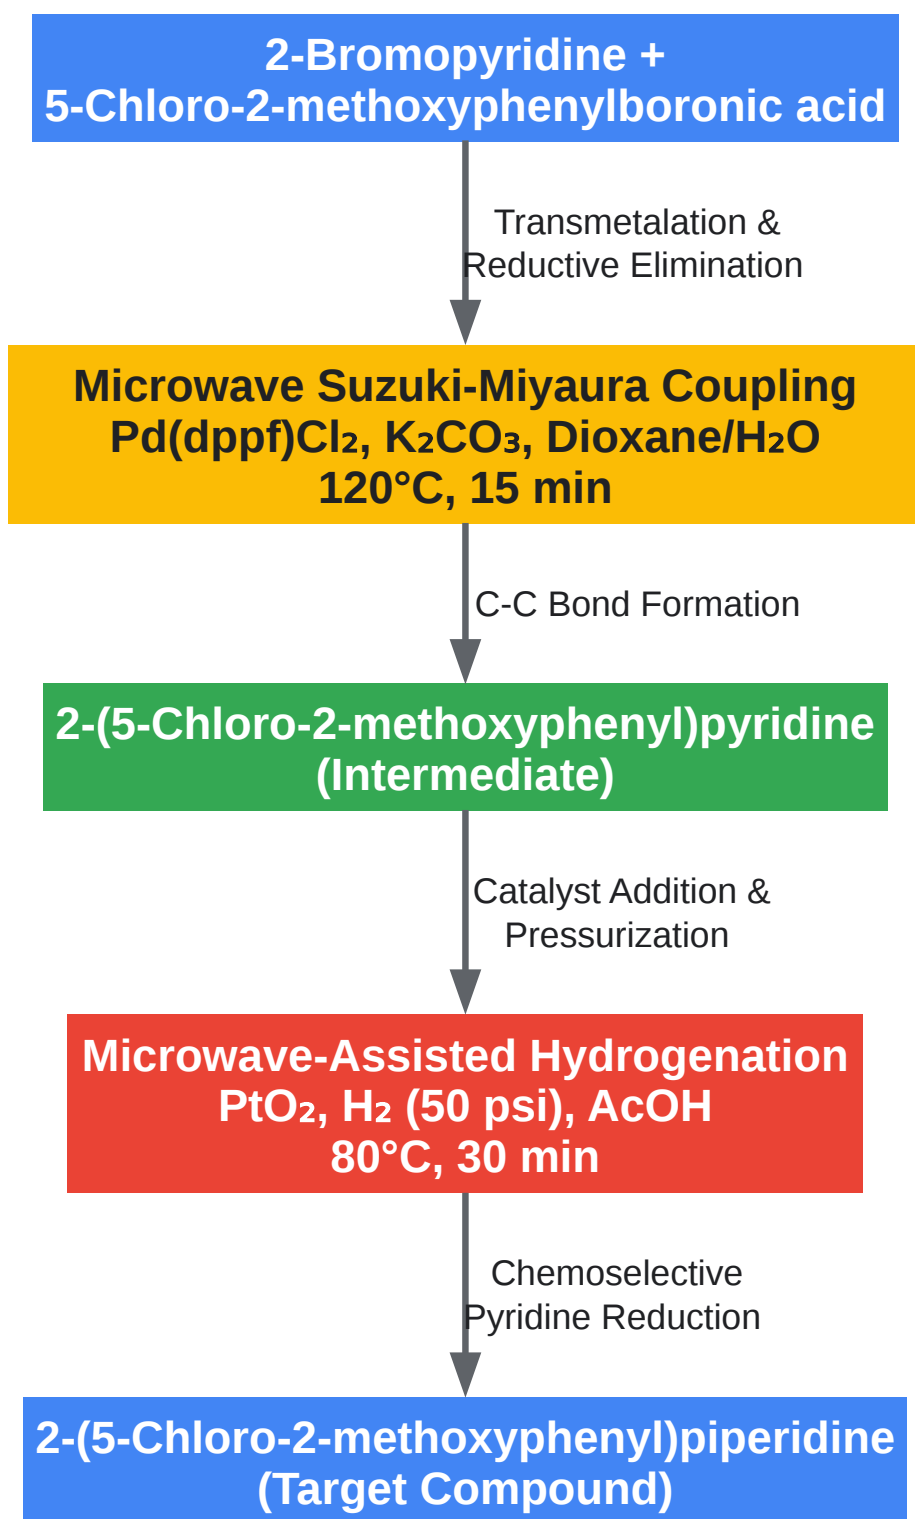 2-Bromopyridine +
5-Chloro-2-methoxyphenylboronic acid
Transmetalation &
Reductive Elimination
Microwave Suzuki-Miyaura Coupling
Pd(dppf)Cl₂, K₂CO₃, Dioxane/H₂O
120°C, 15 min
C-C Bond Formation
2-(5-Chloro-2-methoxyphenyl)pyridine
(Intermediate)
Catalyst Addition &
Pressurization
Microwave-Assisted Hydrogenation
PtO₂, H₂ (50 psi), AcOH
80°C, 30 min
Chemoselective
Pyridine Reduction
2-(5-Chloro-2-methoxyphenyl)piperidine
(Target Compound)